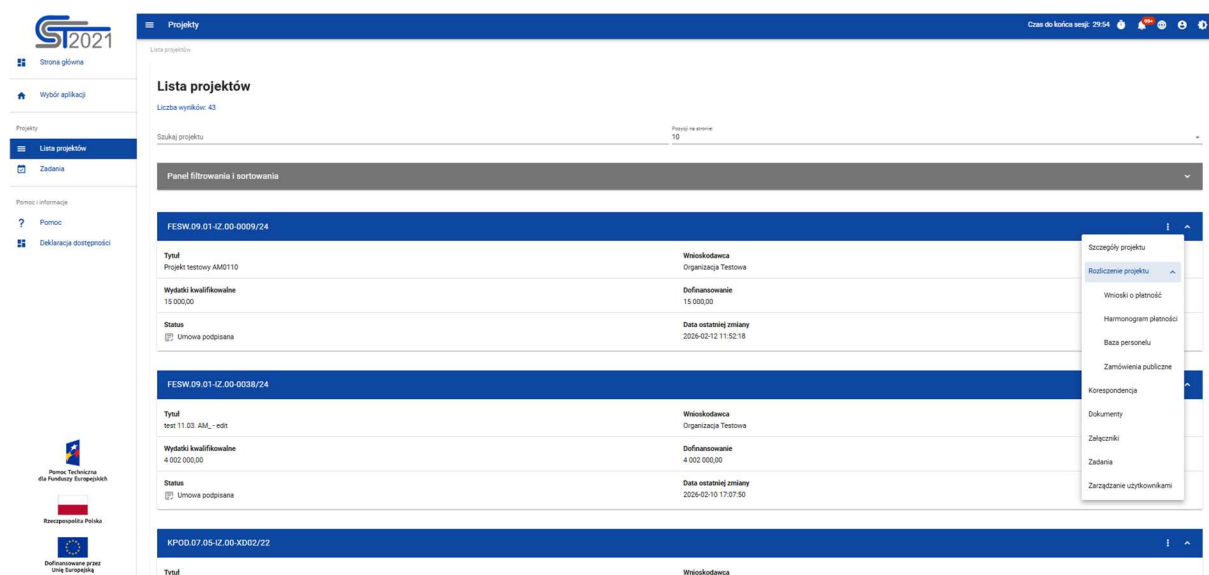 ST2021
Projekty
Czas do końca sesji: 29:54
99+
Strona główna
Wybór aplikacji
Projekty
Lista projektów
Zadania
Pomoc i informacje
Pomoc
Deklaracja dostępności
Pomoc Techniczna
dla Funduszy Europejskich
Rzeczpospolita Polska
Dofinansowane przez
Unię Europejską
Lista projektów
Lista projektów
Liczba wyników: 43
Szukaj projektu
Pozycji na stronie:
10
Panel filtrowania i sortowania
FESW.09.01-IZ.00-0009/24
Tytuł
Projekt testowy AM0110
Wnioskodawca
Organizacja Testowa
Wydatki kwalifikowalne
15 000,00
Dofinansowanie
15 000,00
Status
Umowa podpisana
Data ostatniej zmiany
2026-02-12 11:52:18
Szczegóły projektu
Rozliczenie projektu
Wnioski o płatność
Harmonogram płatności
Baza personelu
Zamówienia publiczne
Korespondencja
Dokumenty
Załączniki
Zadania
Zarządzanie użytkownikami
FESW.09.01-IZ.00-0038/24
Tytuł
test 11.03. AM_ - edit
Wnioskodawca
Organizacja Testowa
Wydatki kwalifikowalne
4 002 000,00
Dofinansowanie
4 002 000,00
Status
Umowa podpisana
Data ostatniej zmiany
2026-02-10 17:07:50
KPOD.07.05-IZ.00-XD02/22
Tytuł
Wnioskodawca